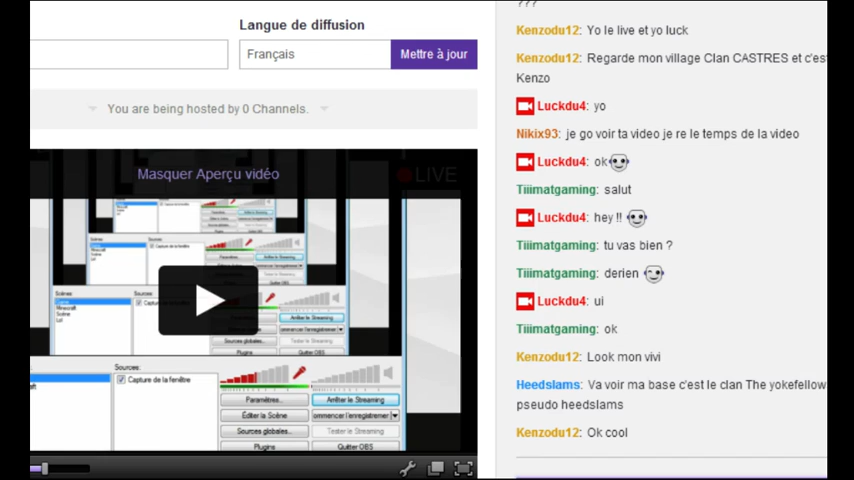 Langue de diffusion
Français
Mettre à jour
You are being hosted by 0 Channels.
Masquer Aperçu vidéo
LIVE
Sources:
Capture de la fenêtre
Paramètres...
Arrêter le Streaming
Éditer la Scène
ommencer l'enregistremer
Sources globales...
Tester le Streaming
Plugins
Quitter OBS
???
Kenzodu12: Yo le live et yo luck
Kenzodu12: Regarde mon village Clan CASTRES et c'es
Kenzo
Luckdu4: yo
Nikix93: je go voir ta video je re le temps de la video
Luckdu4: ok
Tiiimatgaming: salut
Luckdu4: hey !!
Tiiimatgaming: tu vas bien ?
Tiiimatgaming: derien
Luckdu4: ui
Tiiimatgaming: ok
Kenzodu12: Look mon vivi
Heedslams: Va voir ma base c'est le clan The yokefellow
pseudo heedslams
Kenzodu12: Ok cool